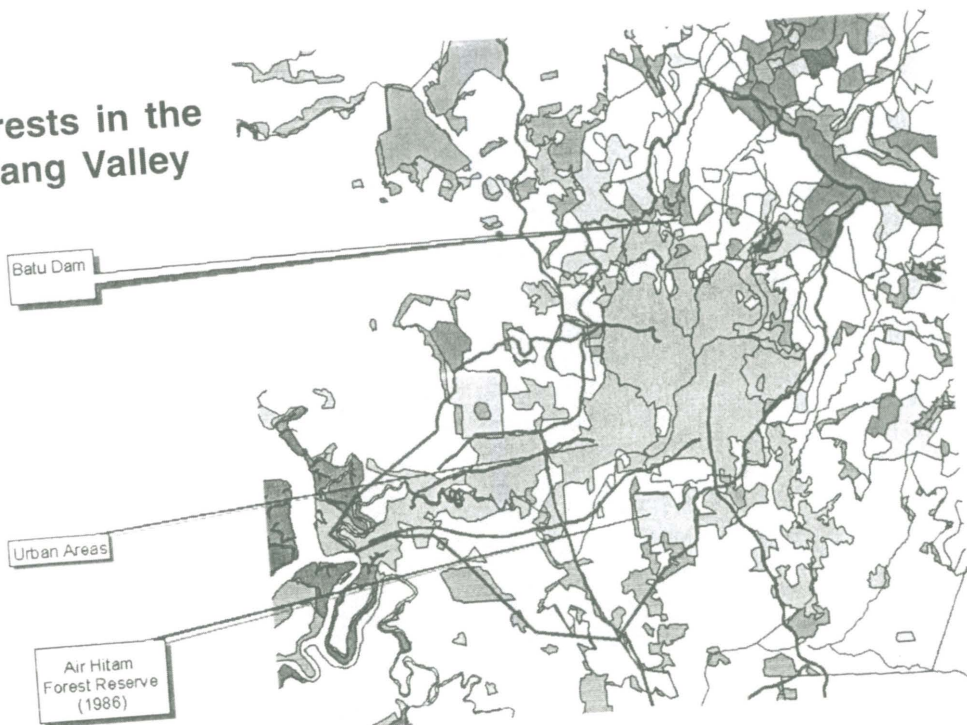 rests in the
ang Valley
Batu Dam
Urban Areas
Air Hitam
Forest Reserve
(1986)